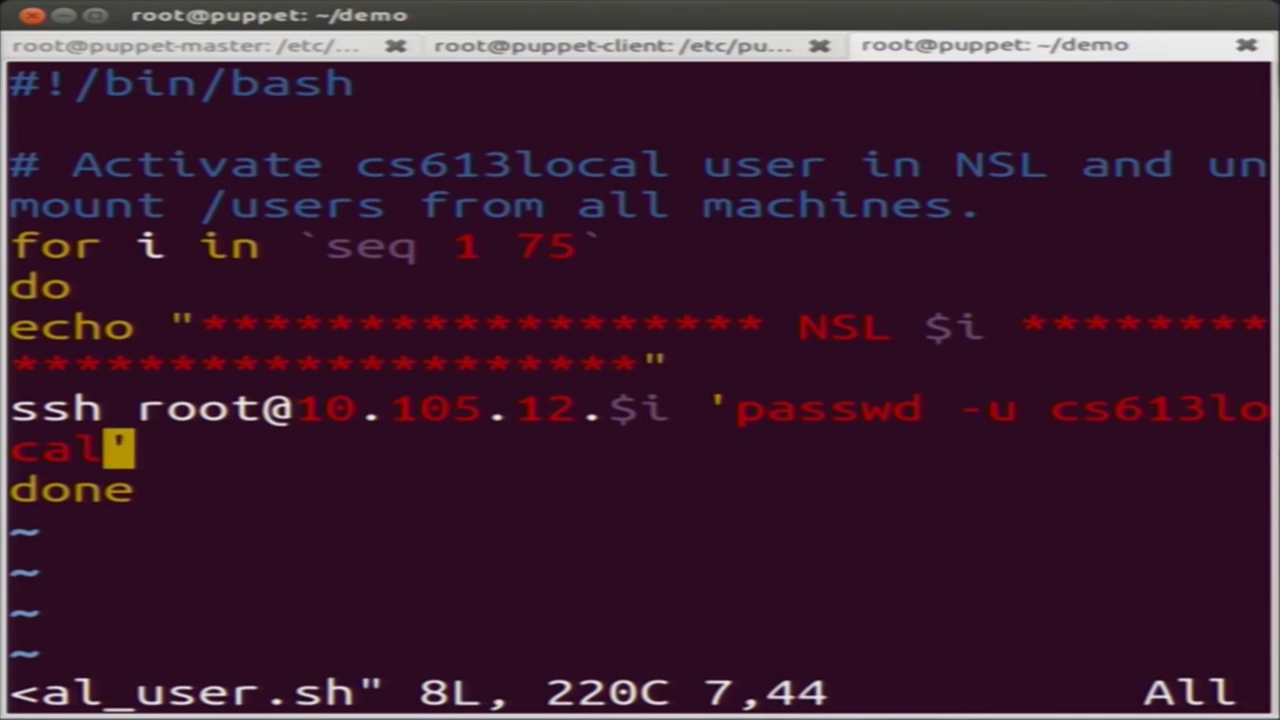 root@puppet: ~/demo
root@puppet-master: /etc/... root@puppet-client: /etc/pu... root@puppet: ~/demo
#!/bin/bash
# Activate cs613local user in NSL and un
mount /users from all machines.
for i in `seq 1 75`
do
echo "****************** NSL $i ********
********************"
ssh root@10.105.12.$i 'passwd -u cs613lo
cal'
done
~
~
~
~
<al_user.sh" 8L, 220C 7,44 All